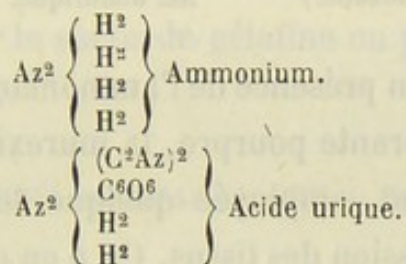 H²
H²
Az² { H² } Ammonium.
H²
(C²Az)²
C⁶O⁶
Az² { H² } Acide urique.
H²